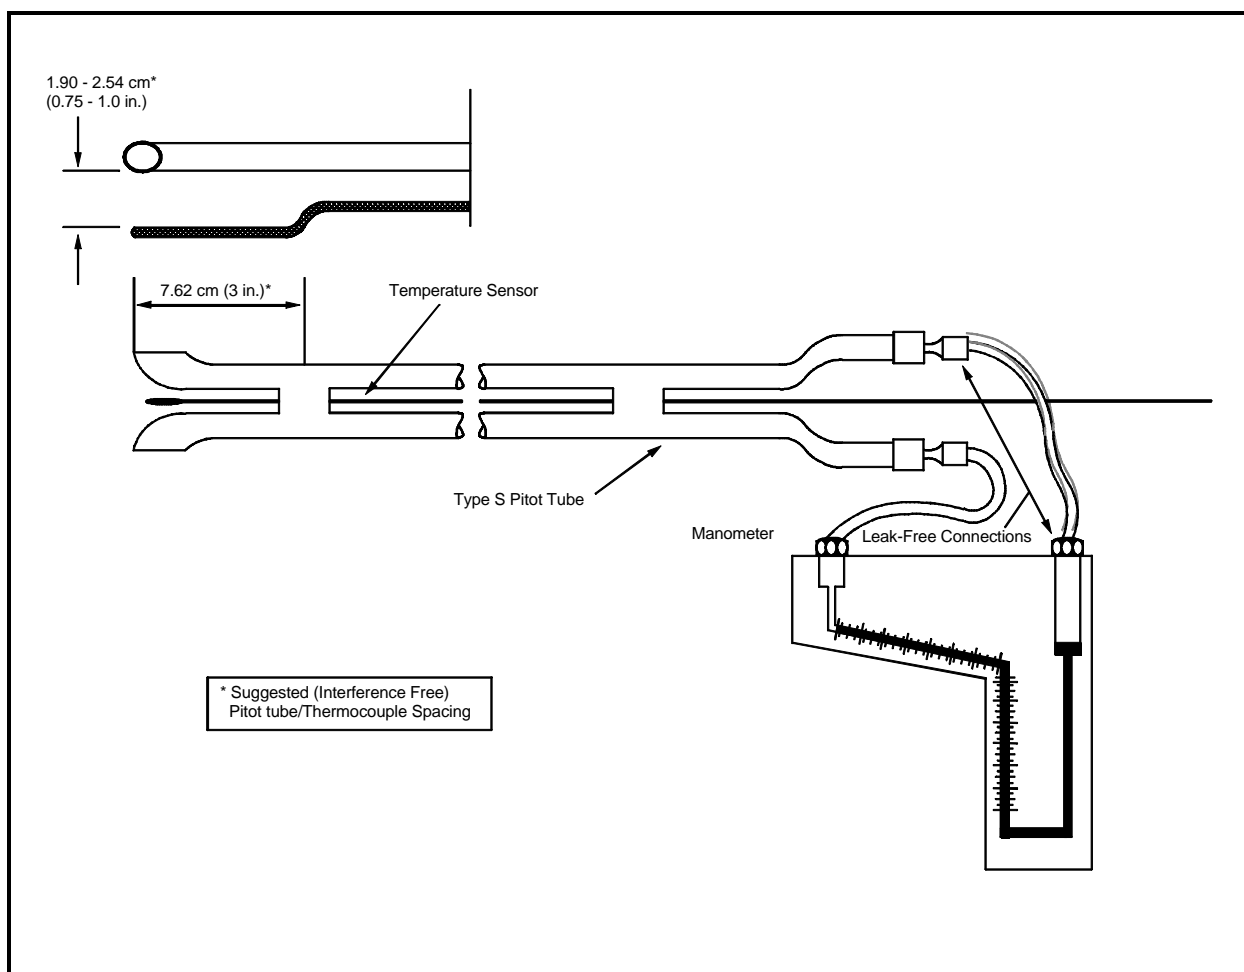 1.90 - 2.54 cm*
(0.75 - 1.0 in.)
7.62 cm (3 in.)*
Temperature Sensor
Type S Pitot Tube
Manometer
Leak-Free Connections
* Suggested (Interference Free)
Pitot tube/Thermocouple Spacing